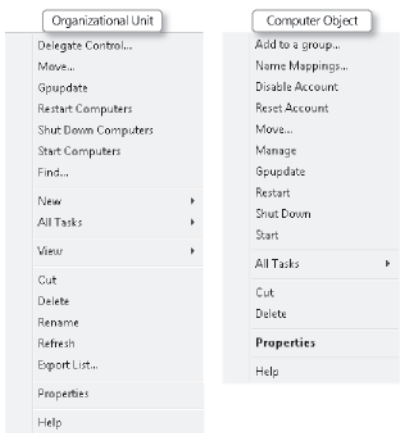 Organizational Unit
Delegate Control...
Move...
Gpupdate
Restart Computers
Shut Down Computers
Start Computers
Find...
New
All Tasks
View
Cut
Delete
Rename
Refresh
Export List...
Properties
Help
Computer Object
Add to a group...
Name Mappings...
Disable Account
Reset Account
Move...
Manage
Gpupdate
Restart
Shut Down
Start
All Tasks
Cut
Delete
Properties
Help